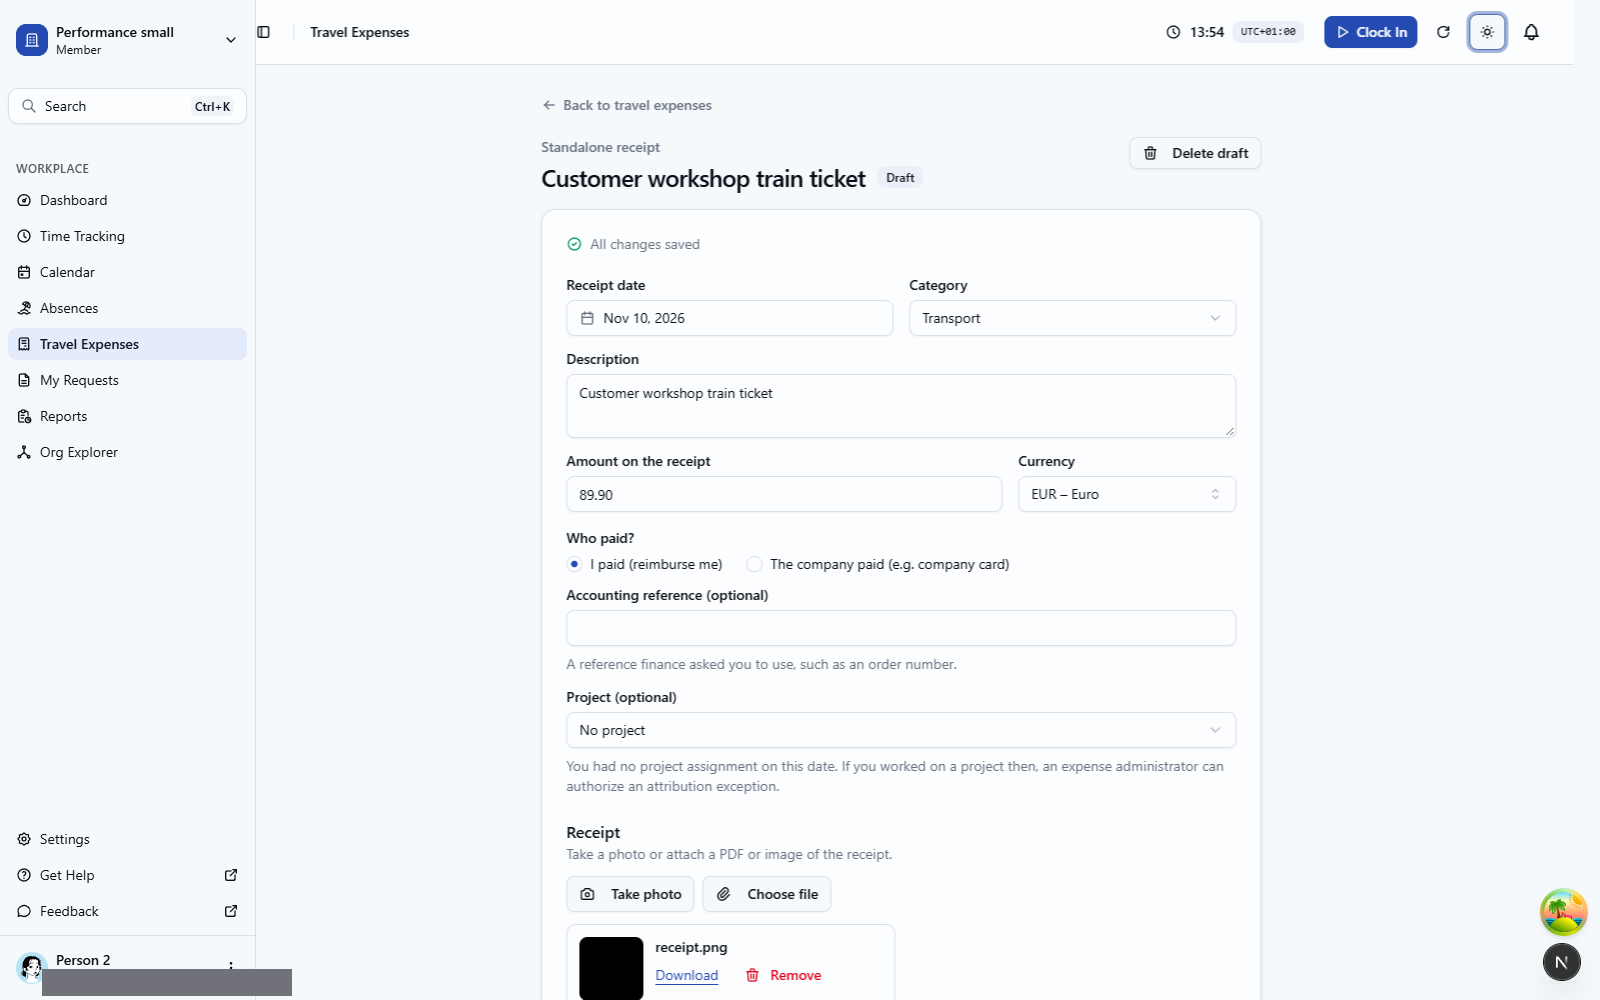 Performance small
Member
Search
Ctrl+K
WORKPLACE
Dashboard
Time Tracking
Calendar
Absences
Travel Expenses
My Requests
Reports
Org Explorer
Settings
Get Help
Feedback
Person 2
Travel Expenses
13:54
UTC+01:00
Clock In
Back to travel expenses
Standalone receipt
Customer workshop train ticket
Draft
Delete draft
All changes saved
Receipt date
Nov 10, 2026
Category
Transport
Description
Customer workshop train ticket
Amount on the receipt
89.90
Currency
EUR – Euro
Who paid?
I paid (reimburse me)
The company paid (e.g. company card)
Accounting reference (optional)
A reference finance asked you to use, such as an order number.
Project (optional)
No project
You had no project assignment on this date. If you worked on a project then, an expense administrator can
authorize an attribution exception.
Receipt
Take a photo or attach a PDF or image of the receipt.
Take photo
Choose file
receipt.png
Download
Remove
N